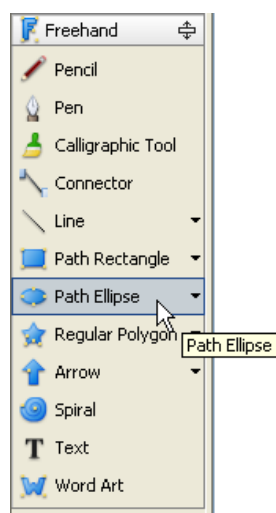 Freehand
Pencil
Pen
Calligraphic Tool
Connector
Line
Path Rectangle
Path Ellipse
Regular Polygon
Path Ellipse
Arrow
Spiral
T Text
Word Art